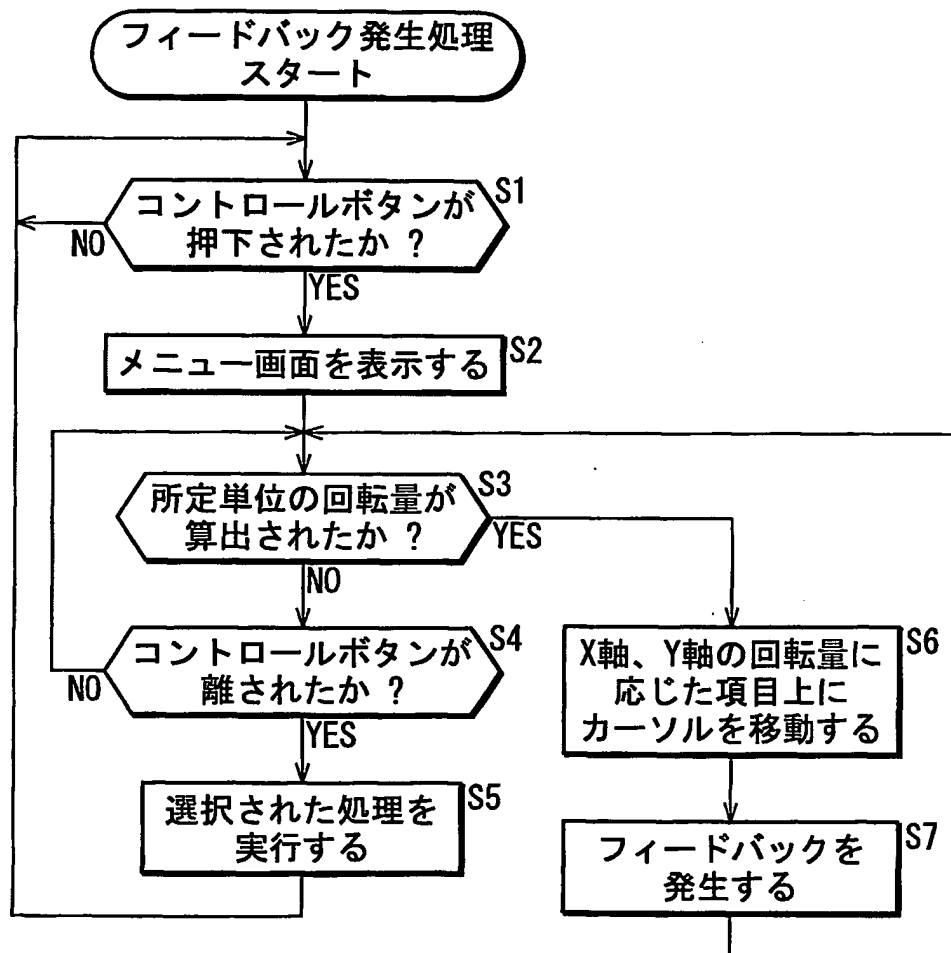 フィードバック発生処理
スタート
コントロールボタンが
押下されたか ?
S1
NO
YES
メニュー画面を表示する
S2
所定単位の回転量が
算出されたか ?
S3
YES
NO
コントロールボタンが
離されたか ?
S4
NO
YES
選択された処理を
実行する
S5
X軸、Y軸の回転量に
応じた項目上に
カーソルを移動する
S6
フィードバックを
発生する
S7